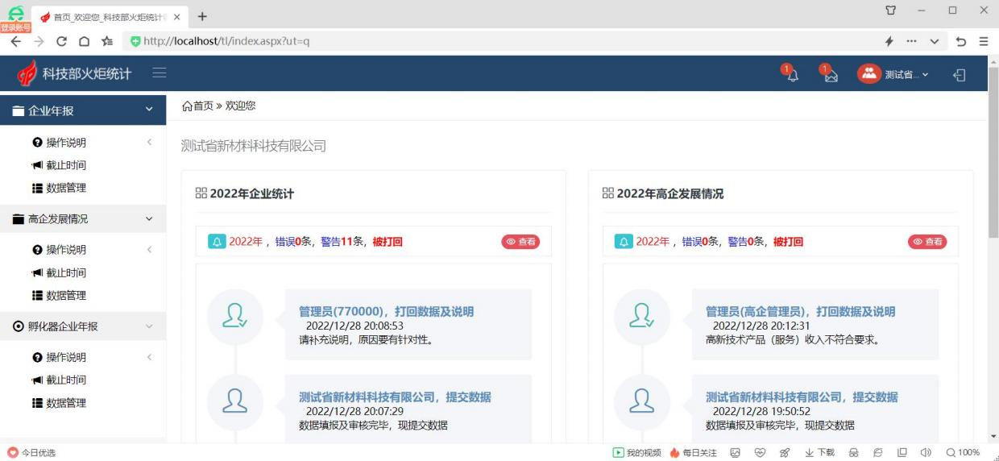 首页_欢迎您_科技部火炬统计
登录账号
http://localhost/tl/index.aspx?ut=q
科技部火炬统计
1
1
测试省...
企业年报
操作说明
截止时间
数据管理
高企发展情况
操作说明
截止时间
数据管理
孵化器企业年报
操作说明
截止时间
数据管理
首页 » 欢迎您
测试省新材料科技有限公司
2022年企业统计
2022年，错误0条，警告11条，被打回
查看
管理员(770000)，打回数据及说明
2022/12/28 20:08:53
请补充说明，原因要有针对性。
测试省新材料科技有限公司，提交数据
2022/12/28 20:07:29
数据填报及审核完毕，现提交数据
2022年高企发展情况
2022年，错误0条，警告0条，被打回
查看
管理员(高企管理员)，打回数据及说明
2022/12/28 20:12:31
高新技术产品（服务）收入不符合要求。
测试省新材料科技有限公司，提交数据
2022/12/28 19:50:52
数据填报及审核完毕，现提交数据
今日优选
我的视频
每日关注
下载
100%